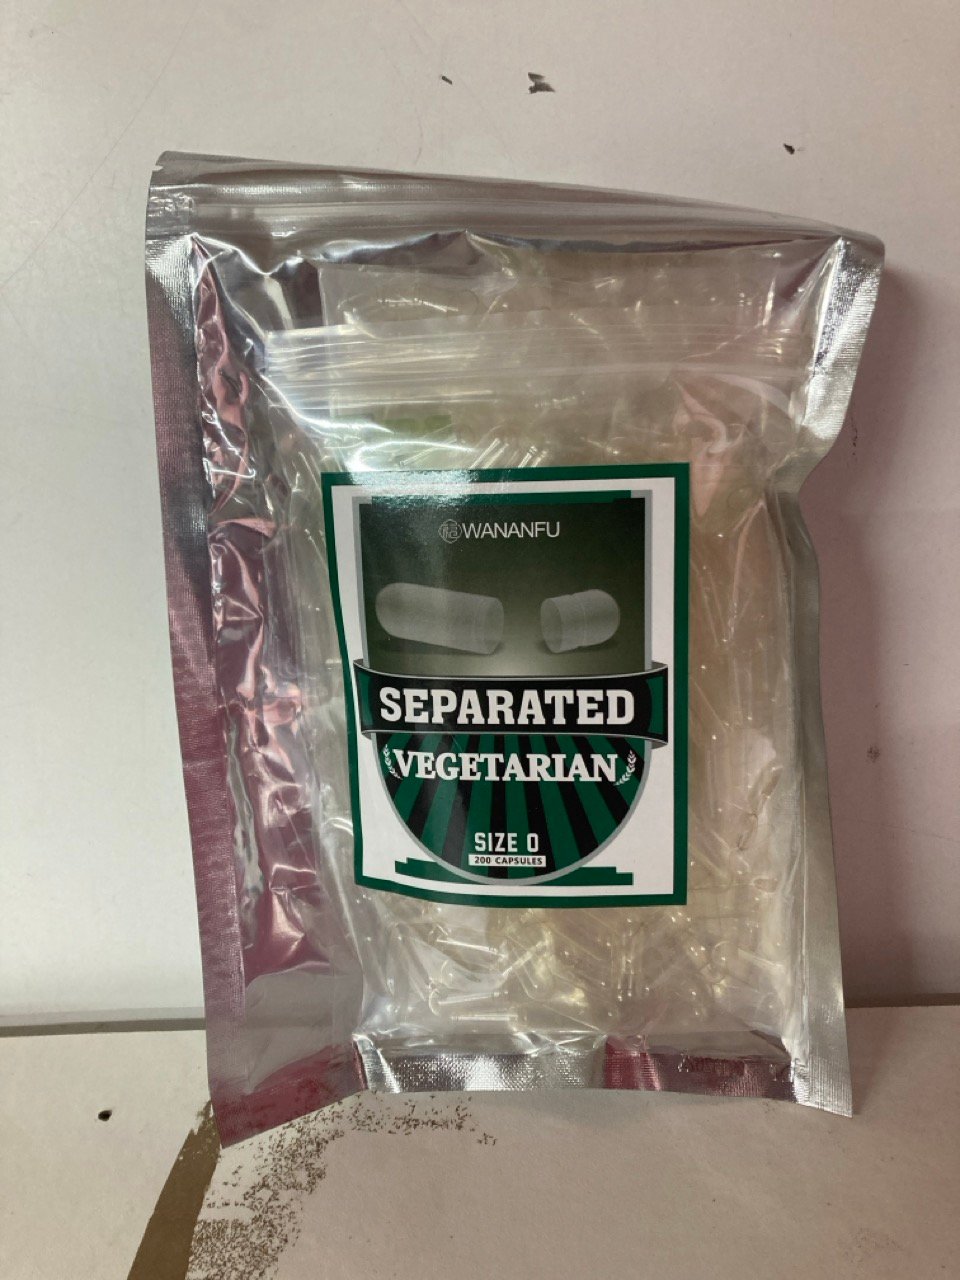 WANANFU
SEPARATED
VEGETARIAN
SIZE 0
200 CAPSULES